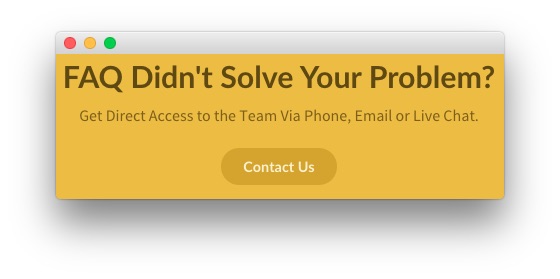 FAQ Didn't Solve Your Problem?
Get Direct Access to the Team Via Phone, Email or Live Chat.
Contact Us